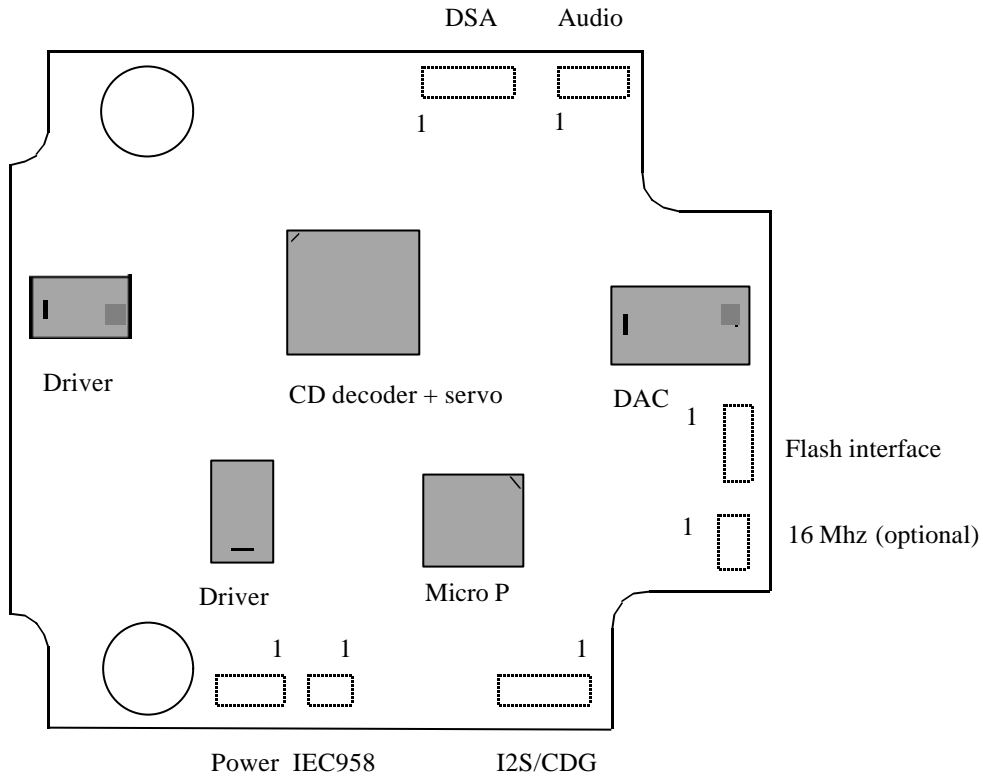 DSA Audio
1 1
Driver
CD decoder + servo
DAC
1
Flash interface
1
16 Mhz (optional)
Driver
Micro P
1 1 1
Power IEC958 I2S/CDG